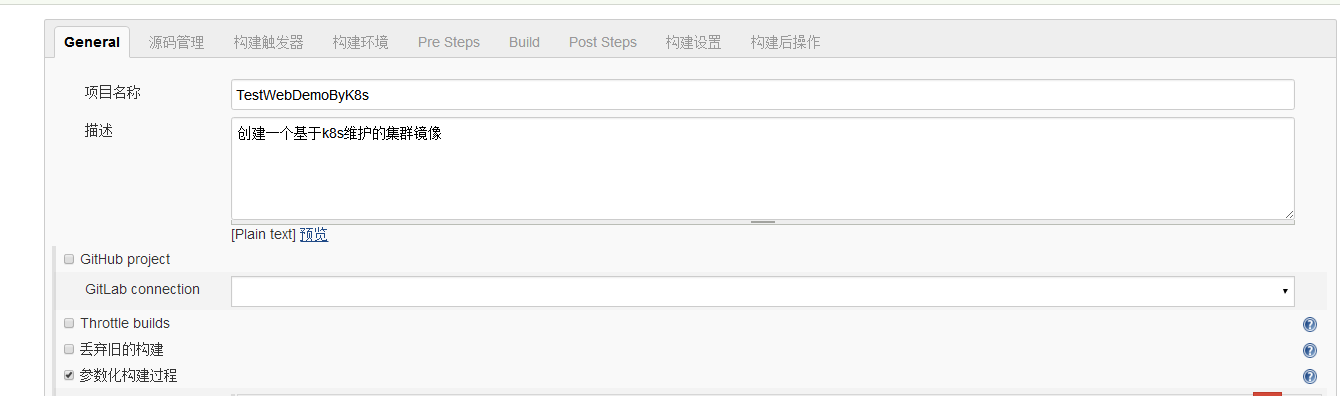 General 源码管理 构建触发器 构建环境 Pre Steps Build Post Steps 构建设置 构建后操作
项目名称 TestWebDemoByK8s
描述 创建一个基于k8s维护的集群镜像
[Plain text] 预览
GitHub project
GitLab connection
Throttle builds
丢弃旧的构建
参数化构建过程